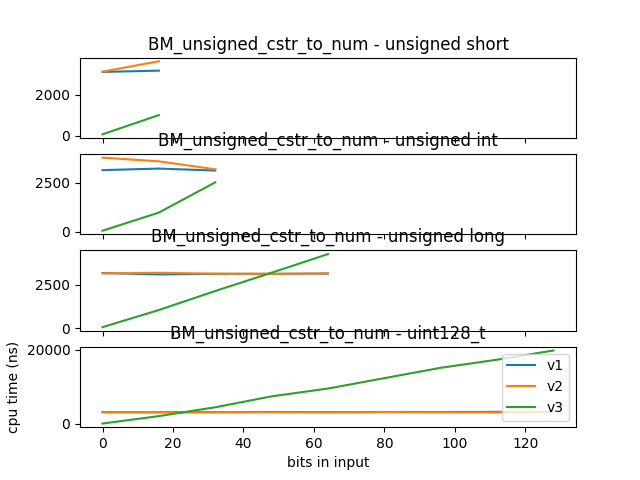 BM_unsigned_cstr_to_num - unsigned short
2000
0
BM_unsigned_cstr_to_num - unsigned int
2500
0
BM_unsigned_cstr_to_num - unsigned long
2500
0
BM_unsigned_cstr_to_num - uint128_t
20000
0
cpu time (ns)
v1
v2
v3
0 20 40 60 80 100 120
bits in input